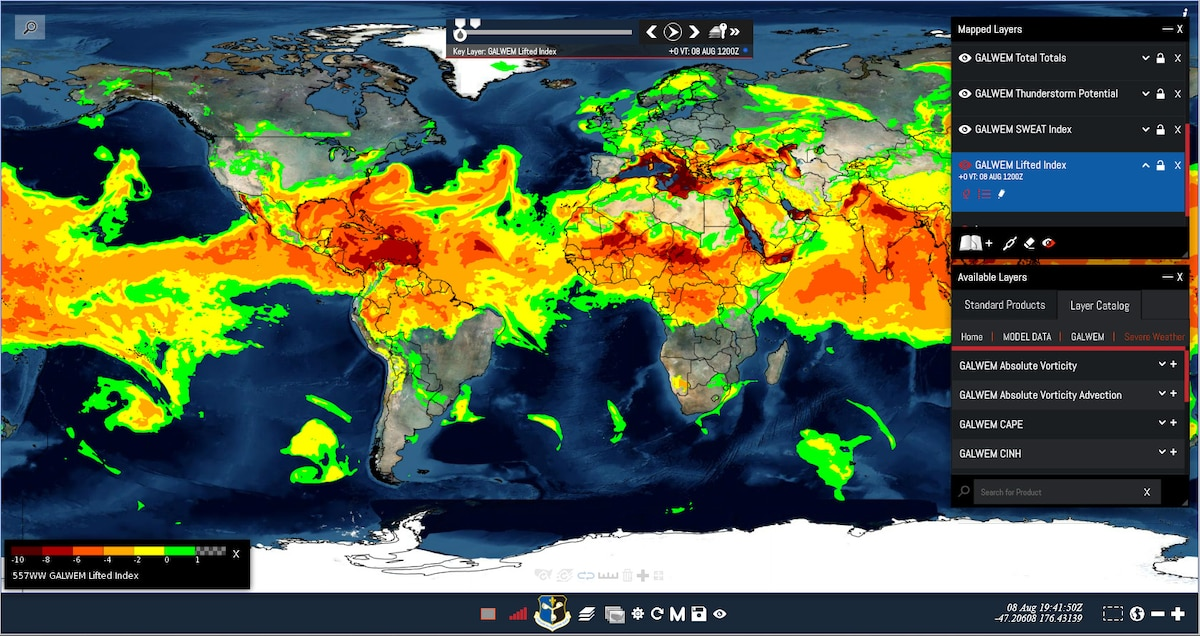 Key Layer: GALWEM Lifted Index
+0 VT: 08 AUG 1200Z
i
Mapped Layers
X
GALWEM Total Totals
X
GALWEM Thunderstorm Potential
X
GALWEM SWEAT Index
X
GALWEM Lifted Index
X
+0 VT: 08 AUG 1200Z
+
Available Layers
X
Standard Products
Layer Catalog
Home | MODEL DATA | GALWEM | Severe Weather
GALWEM Absolute Vorticity
+
GALWEM Absolute Vorticity Advection
+
GALWEM CAPE
+
GALWEM CINH
+
Search for Product
X
-10 -8 -6 -4 -2 0 1
X
557WW GALWEM Lifted Index
M
08 Aug 19:41:50Z
-47.20608 176.43139